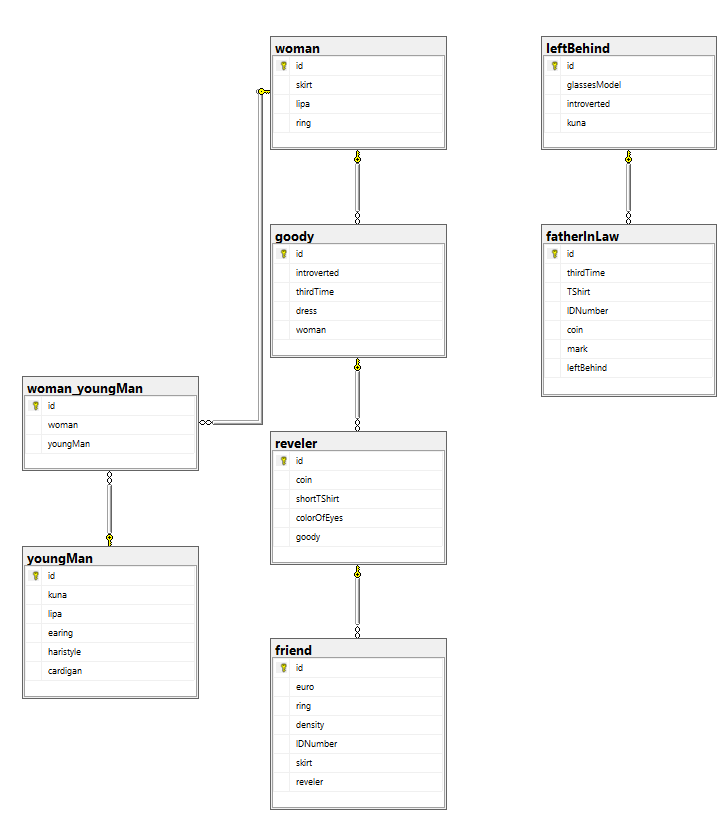 woman
id
skirt
lipa
ring
leftBehind
id
glassesModel
introverted
kuna
goody
id
introverted
thirdTime
dress
woman
fatherInLaw
id
thirdTime
TShirt
IDNumber
coin
mark
leftBehind
woman_youngMan
id
woman
youngMan
reveler
id
coin
shortTShirt
colorOfEyes
goody
youngMan
id
kuna
lipa
earing
haristyle
cardigan
friend
id
euro
ring
density
IDNumber
skirt
reveler